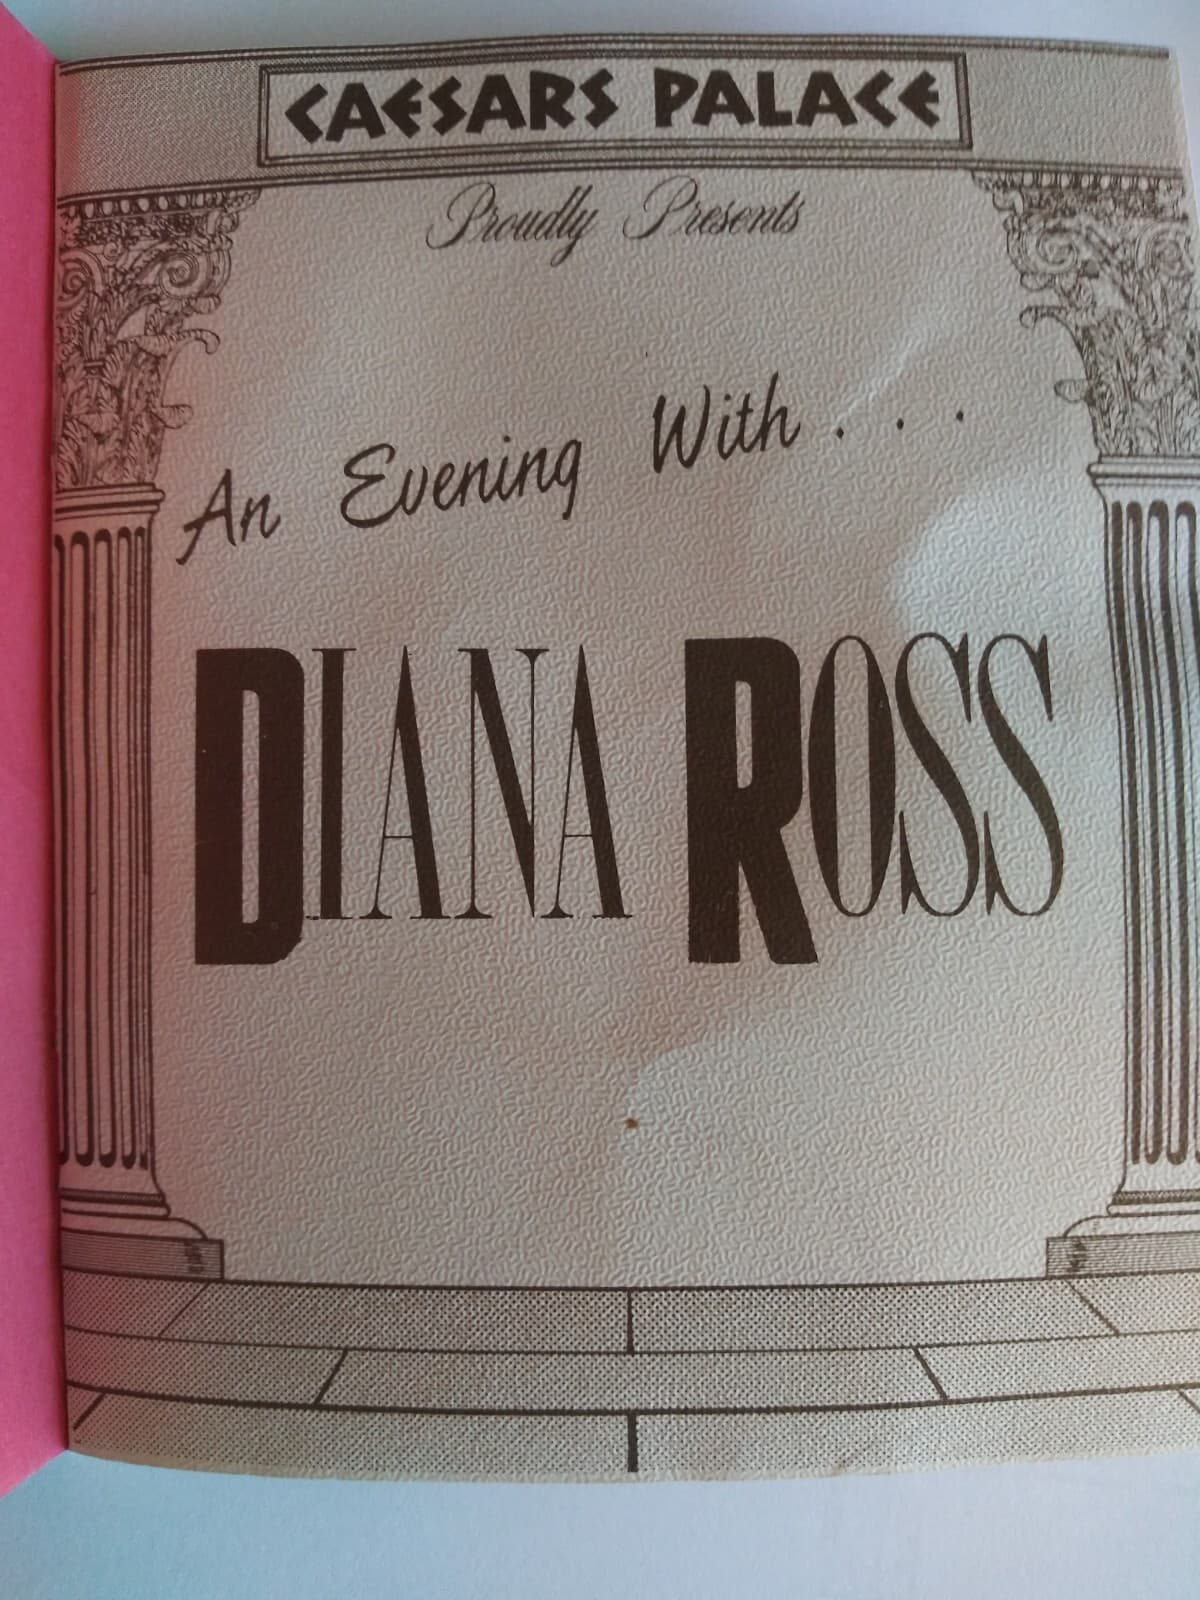 CAESARS PALACE
Proudly Presents
An Evening With . . .
DIANA ROSS